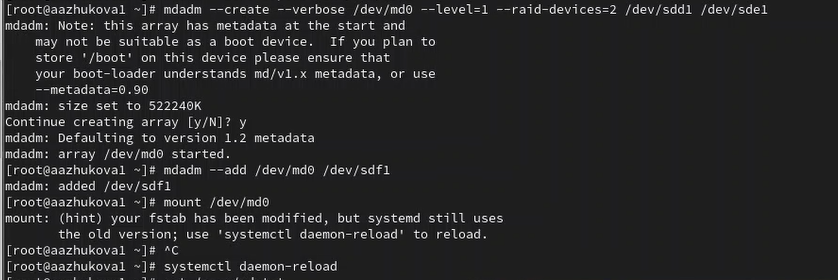 [root@aazhukova1 ~]# mdadm --create --verbose /dev/md0 --level=1 --raid-devices=2 /dev/sdd1 /dev/sde1
mdadm: Note: this array has metadata at the start and
    may not be suitable as a boot device.  If you plan to
    store '/boot' on this device please ensure that
    your boot-loader understands md/v1.x metadata, or use
    --metadata=0.90
mdadm: size set to 522240K
Continue creating array [y/N]? y
mdadm: Defaulting to version 1.2 metadata
mdadm: array /dev/md0 started.
[root@aazhukova1 ~]# mdadm --add /dev/md0 /dev/sdf1
mdadm: added /dev/sdf1
[root@aazhukova1 ~]# mount /dev/md0
mount: (hint) your fstab has been modified, but systemd still uses
       the old version; use 'systemctl daemon-reload' to reload.
[root@aazhukova1 ~]# ^C
[root@aazhukova1 ~]# systemctl daemon-reload